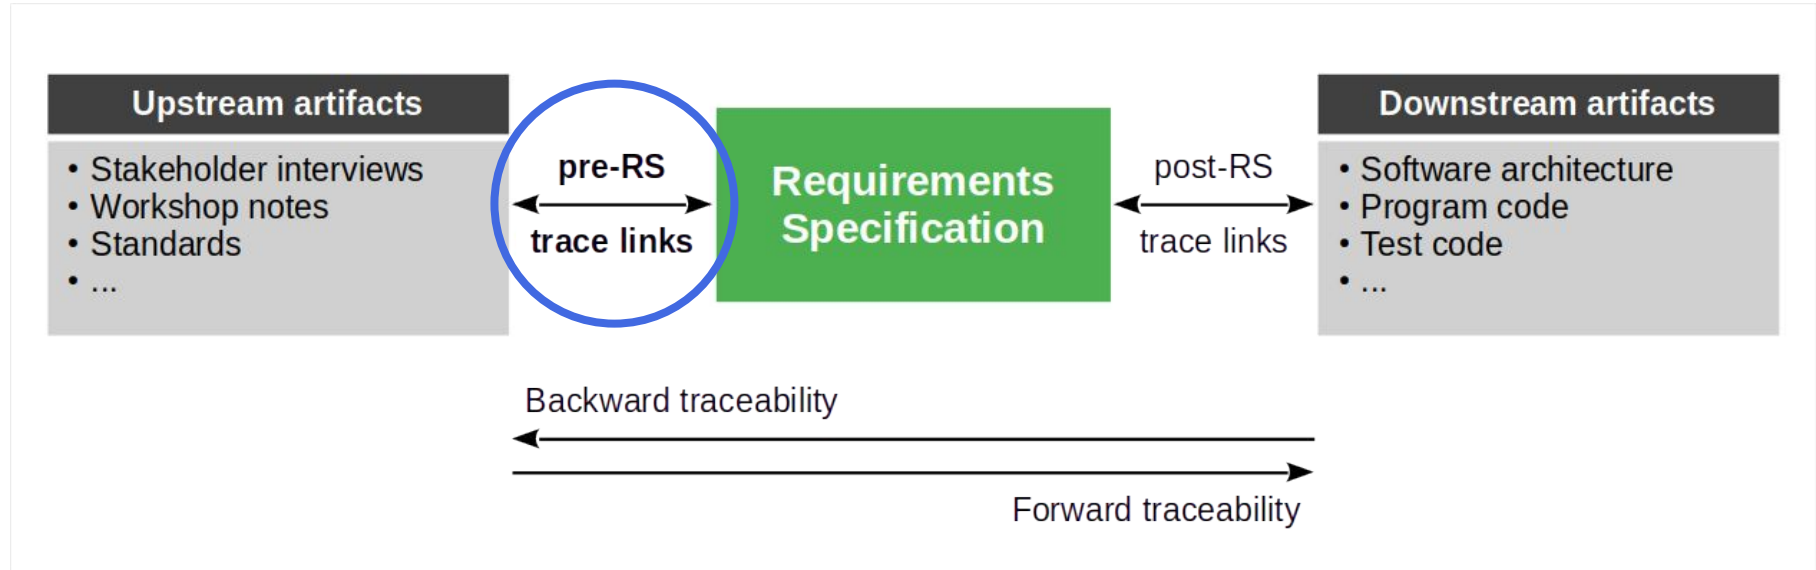 Upstream artifacts
• Stakeholder interviews
• Workshop notes
• Standards
• ...
pre-RS
trace links
Requirements
Specification
post-RS
trace links
Downstream artifacts
• Software architecture
• Program code
• Test code
• ...
Backward traceability
Forward traceability